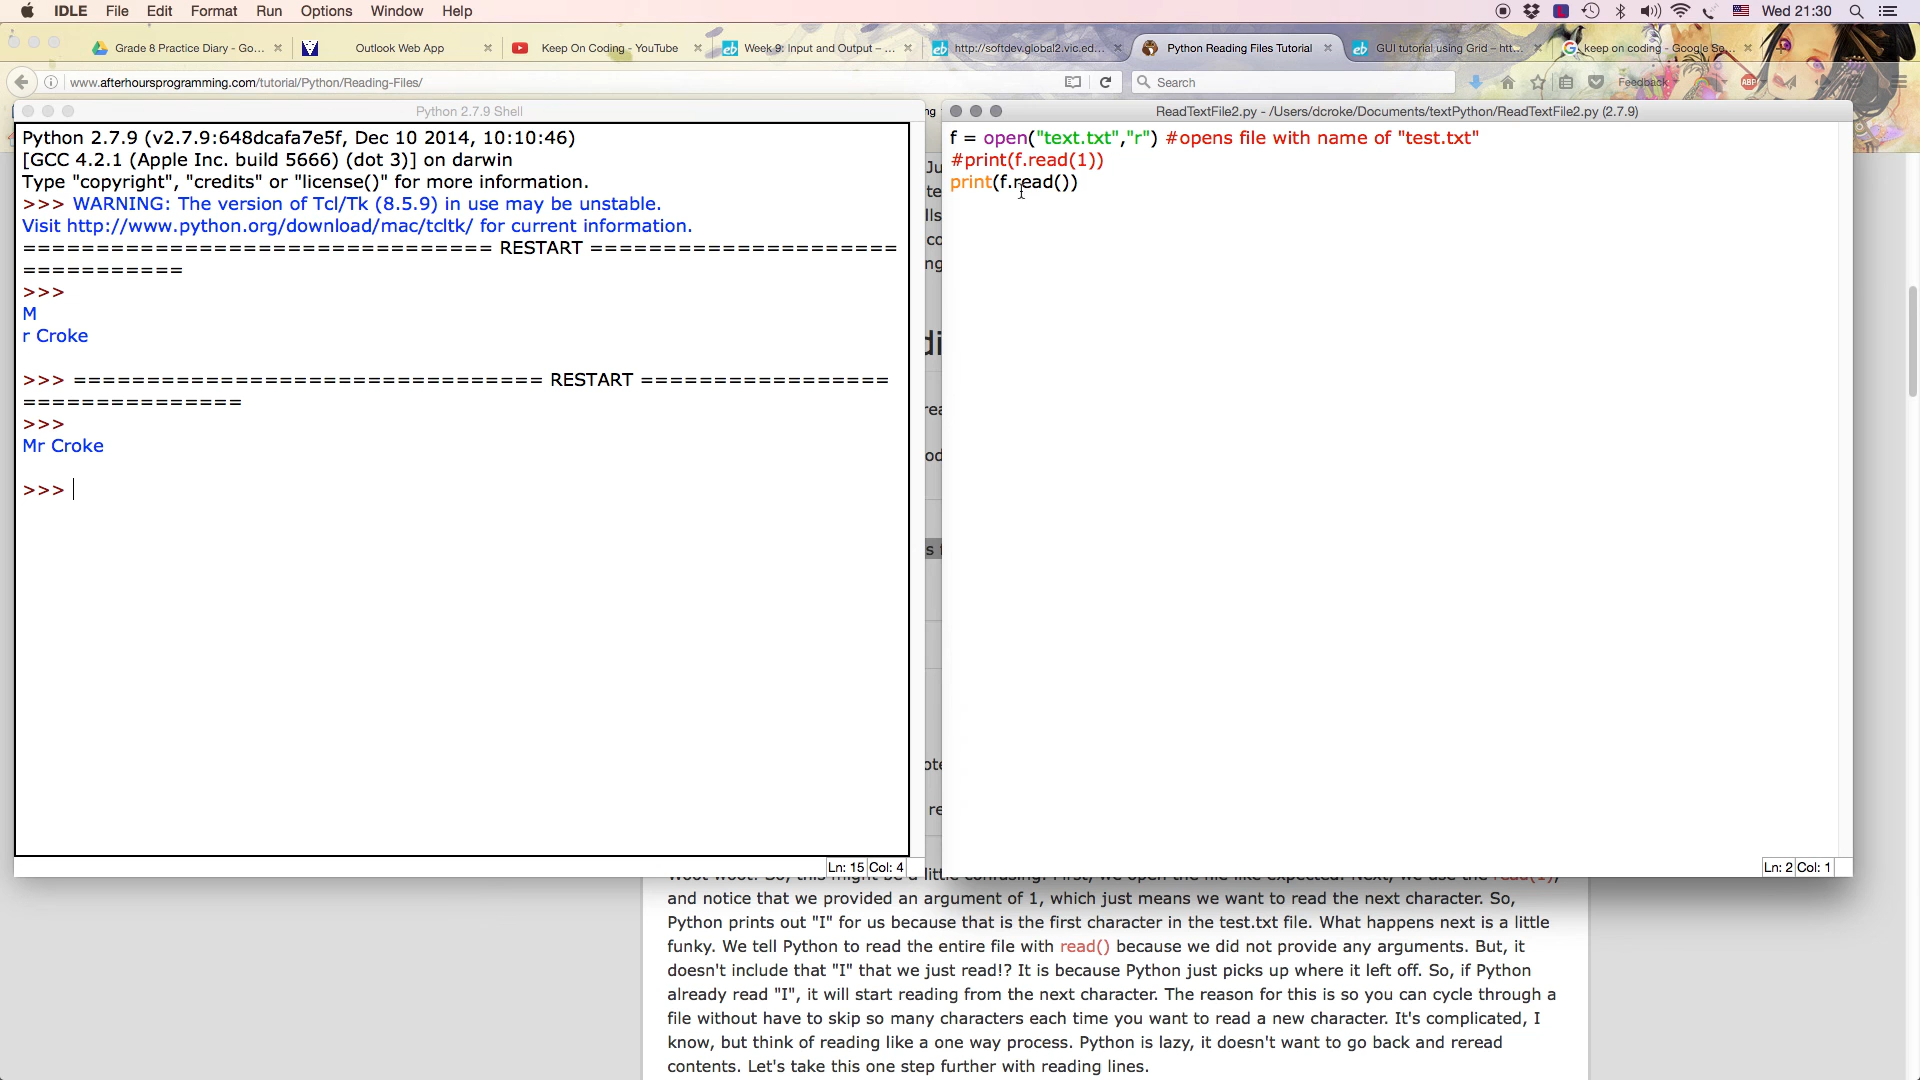 IDLE File Edit Format Run Options Window Help
Wed 21:30
Grade 8 Practice Diary - Go...
Outlook Web App
Keep On Coding - YouTube
Week 9: Input and Output – ...
http://softdev.global2.vic.ed...
Python Reading Files Tutorial
GUI tutorial using Grid – htt...
keep on coding - Google Se...
www.afterhoursprogramming.com/tutorial/Python/Reading-Files/
Search
Feedback
ABP
Python 2.7.9 Shell
Python 2.7.9 (v2.7.9:648dcafa7e5f, Dec 10 2014, 10:10:46)
[GCC 4.2.1 (Apple Inc. build 5666) (dot 3)] on darwin
Type "copyright", "credits" or "license()" for more information.
>>> WARNING: The version of Tcl/Tk (8.5.9) in use may be unstable.
Visit http://www.python.org/download/mac/tcltk/ for current information.
================================ RESTART =====================
===========
>>>
M
r Croke
>>> ================================ RESTART =================
===============
>>>
Mr Croke
>>>
Ln: 15 Col: 4
ReadTextFile2.py - /Users/dcroke/Documents/textPython/ReadTextFile2.py (2.7.9)
f = open("text.txt","r") #opens file with name of "test.txt"
#print(f.read(1))
print(f.read())
Ln: 2 Col: 1
and notice that we provided an argument of 1, which just means we want to read the next character. So,
Python prints out "I" for us because that is the first character in the test.txt file. What happens next is a little
funky. We tell Python to read the entire file with read() because we did not provide any arguments. But, it
doesn't include that "I" that we just read!? It is because Python just picks up where it left off. So, if Python
already read "I", it will start reading from the next character. The reason for this is so you can cycle through a
file without have to skip so many characters each time you want to read a new character. It's complicated, I
know, but think of reading like a one way process. Python is lazy, it doesn't want to go back and reread
contents. Let's take this one step further with reading lines.